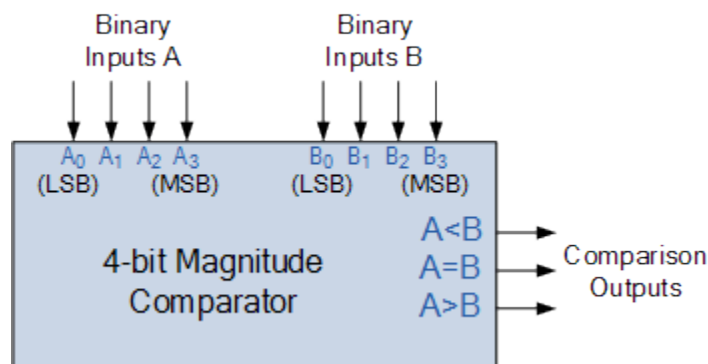 Binary
Inputs A
Binary
Inputs B
A₀ A₁ A₂ A₃
(LSB) (MSB)
B₀ B₁ B₂ B₃
(LSB) (MSB)
4-bit Magnitude
Comparator
A<B
A=B
A>B
Comparison
Outputs